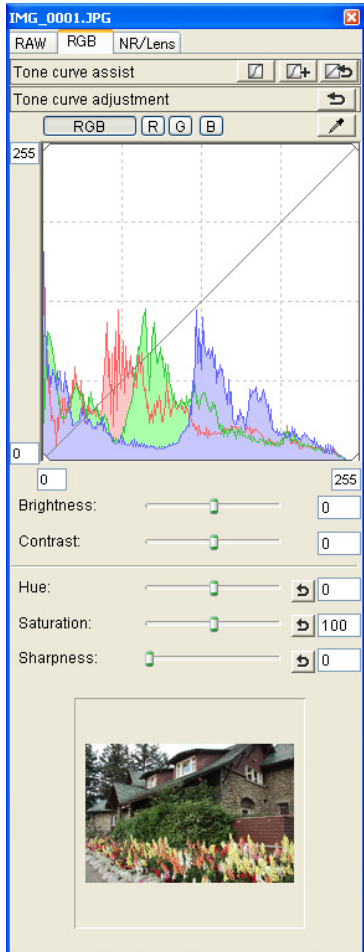 IMG_0001.JPG
RAW RGB NR/Lens
Tone curve assist
Tone curve adjustment
RGB R G B
255
0
0 255
Brightness: 0
Contrast: 0
Hue: 0
Saturation: 100
Sharpness: 0